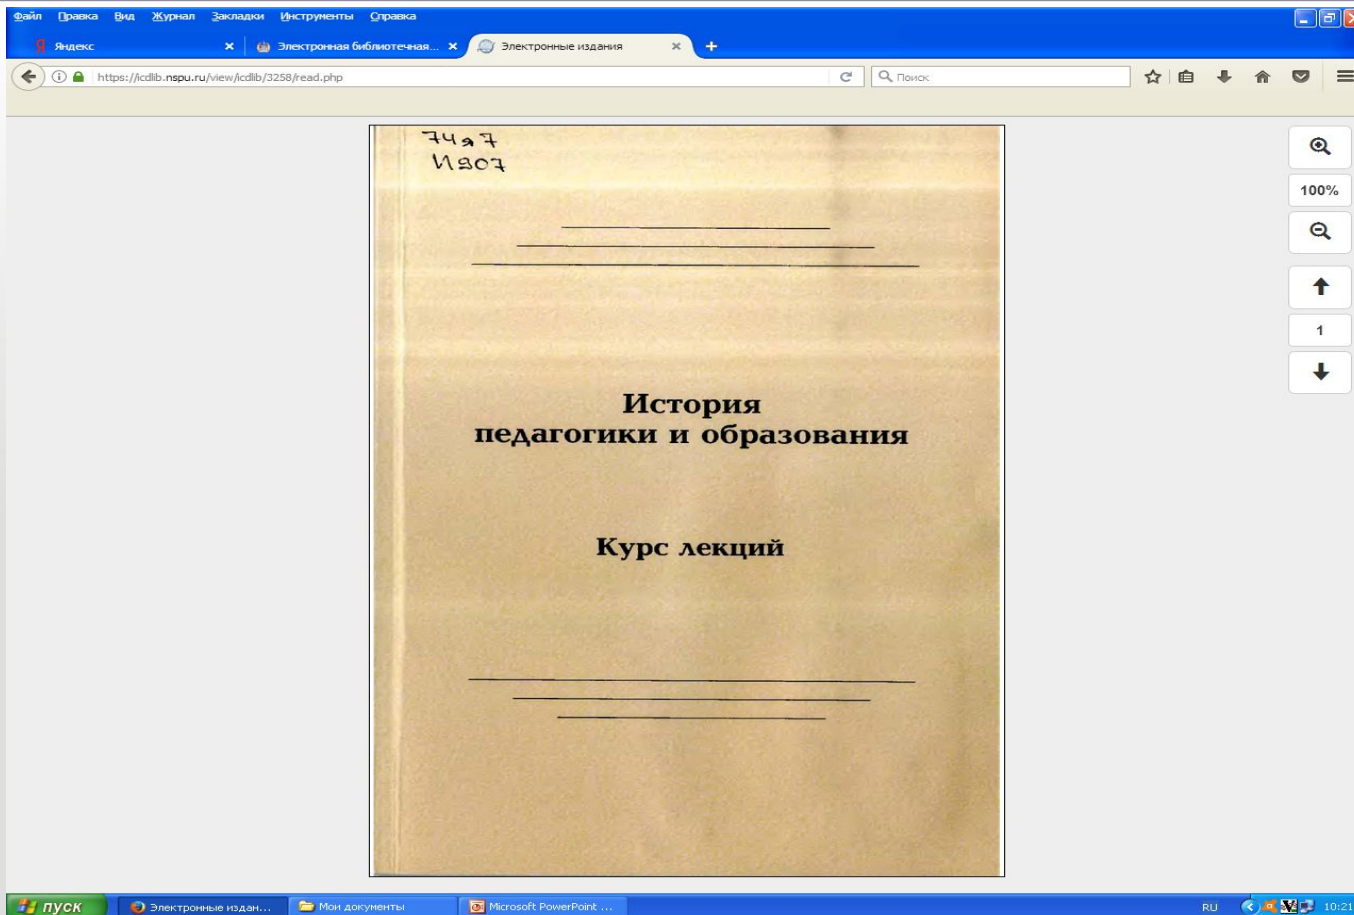 Файл Правка Вид Журнал Закладки Инструменты Справка
Яндекс Электронная библиотечная... Электронные издания
https://icdlib.nspu.ru/view/icdlib/3258/read.php Поиск
74я7
И907
100%
1
История
педагогики и образования
Курс лекций
пуск Электронные издан... Мои документы Microsoft PowerPoint ... RU 10:21